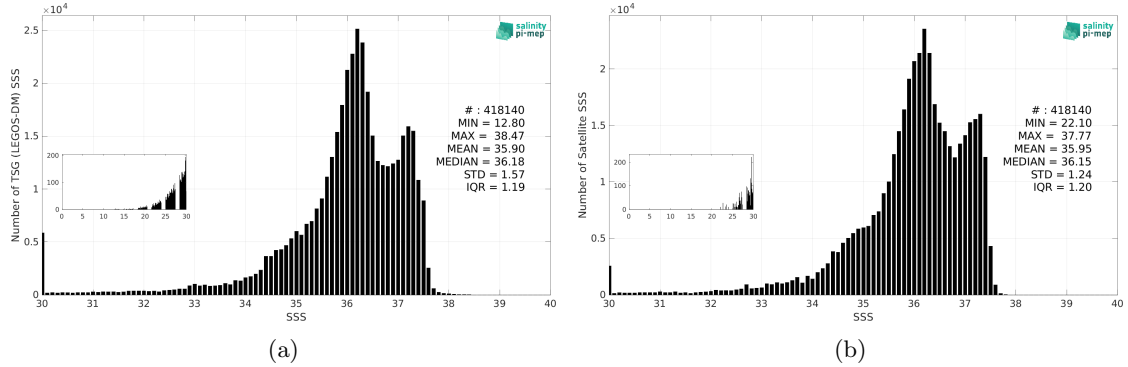 ×10⁴
2.5
2
1.5
1
0.5
0
Number of TSG (LEGOS-DM) SSS
salinity
pi-mep
# : 418140
MIN = 12.80
MAX = 38.47
MEAN = 35.90
MEDIAN = 36.18
STD = 1.57
IQR = 1.19
200
100
0
0 5 10 15 20 25 30
30 31 32 33 34 35 36 37 38 39 40
SSS
(a)
×10⁴
2
1.5
1
0.5
0
Number of Satellite SSS
salinity
pi-mep
# : 418140
MIN = 22.10
MAX = 37.77
MEAN = 35.95
MEDIAN = 36.15
STD = 1.24
IQR = 1.20
200
100
0
0 5 10 15 20 25 30
30 31 32 33 34 35 36 37 38 39 40
SSS
(b)